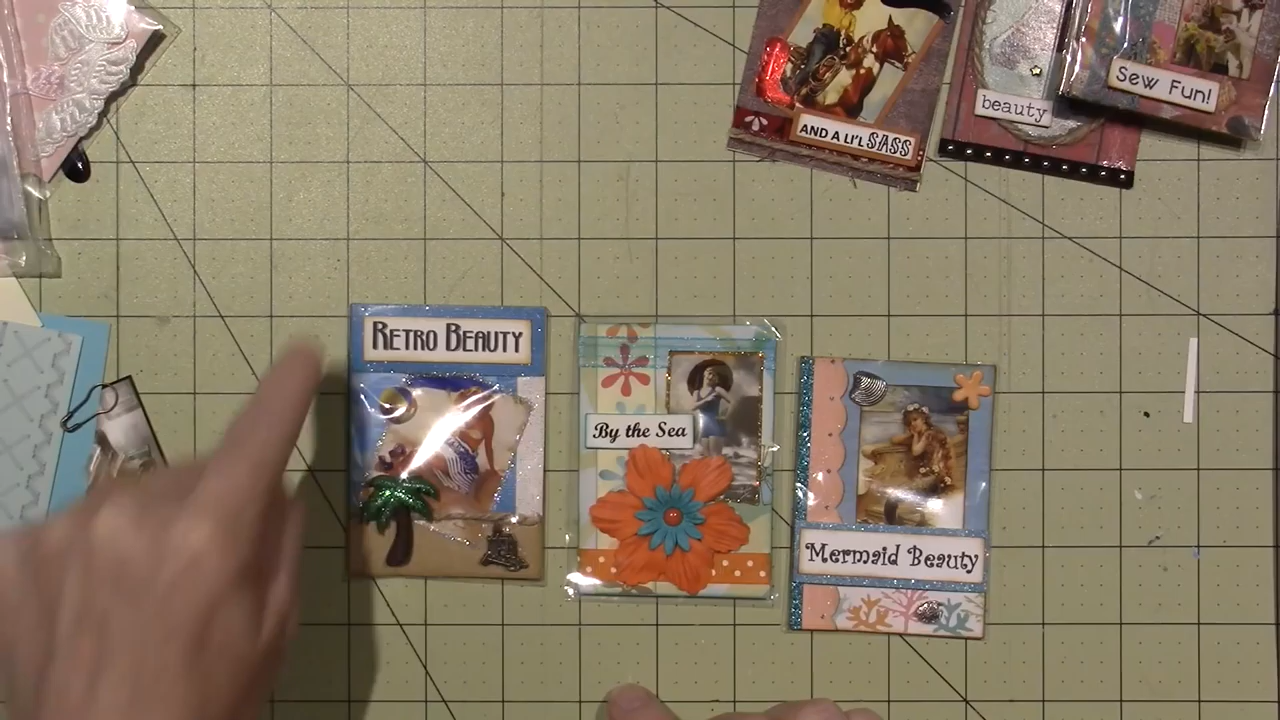 AND A LI'L SASS
beauty
Sew Fun!
RETRO BEAUTY
By the Sea
Mermaid Beauty